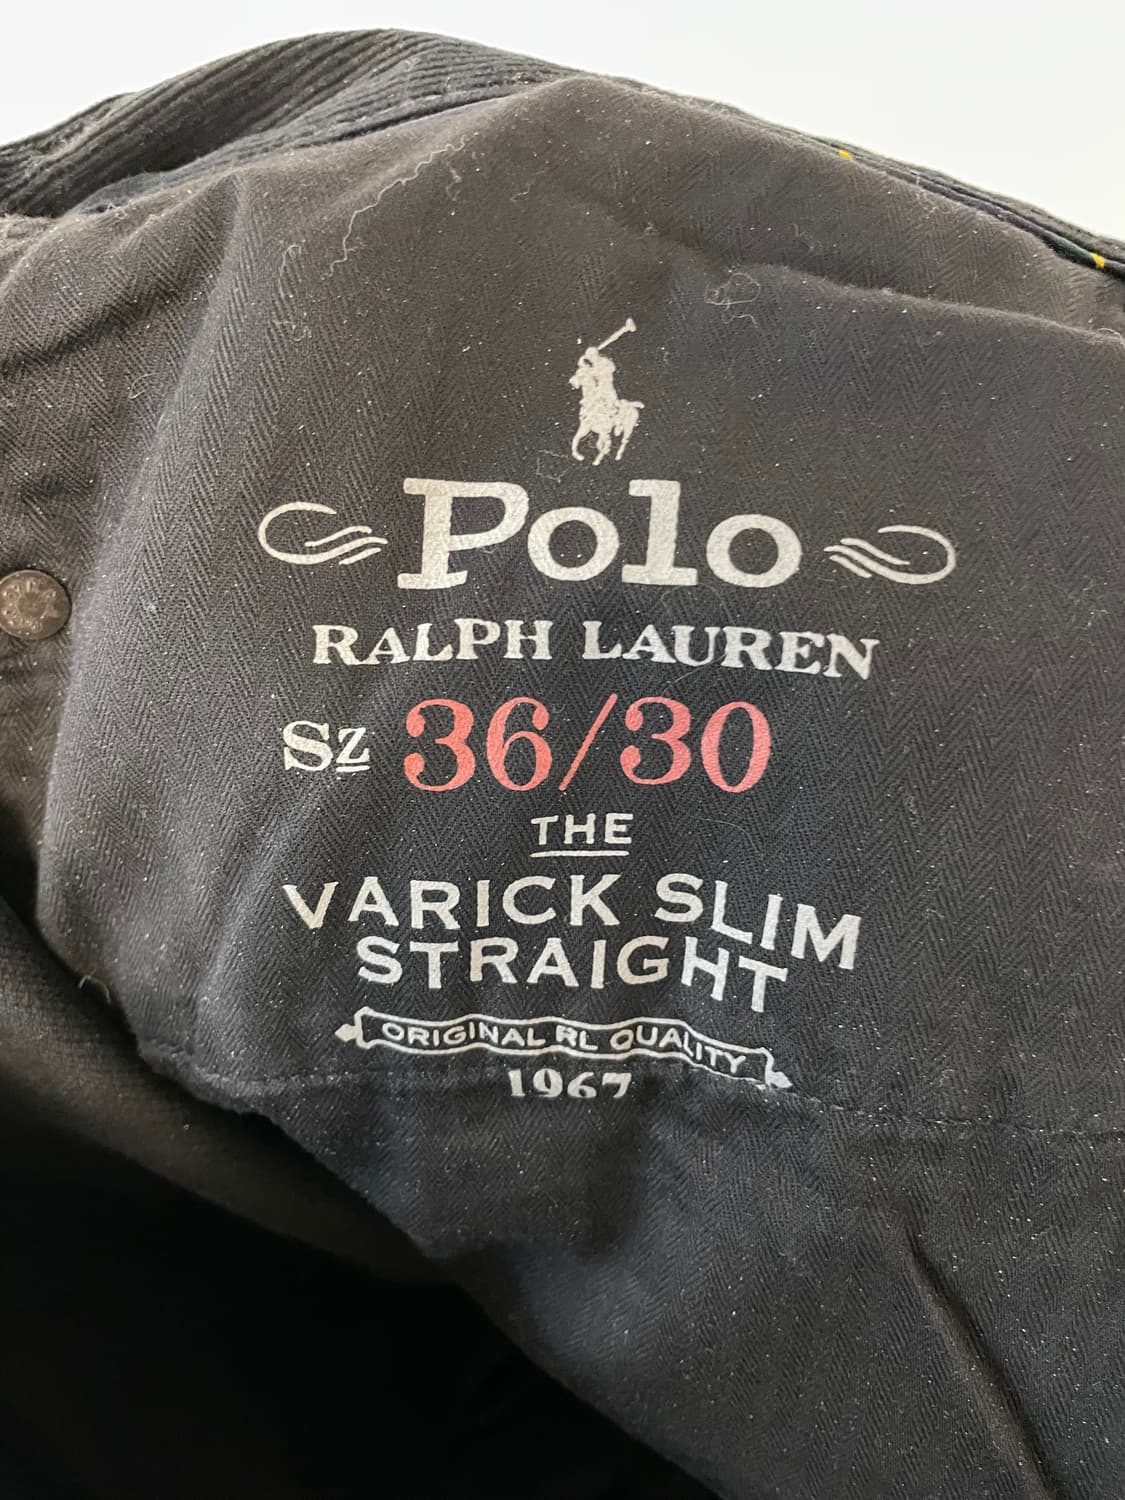 Polo
RALPH LAUREN
Sz 36/30
THE
VARICK SLIM
STRAIGHT
ORIGINAL RL QUALITY
1967